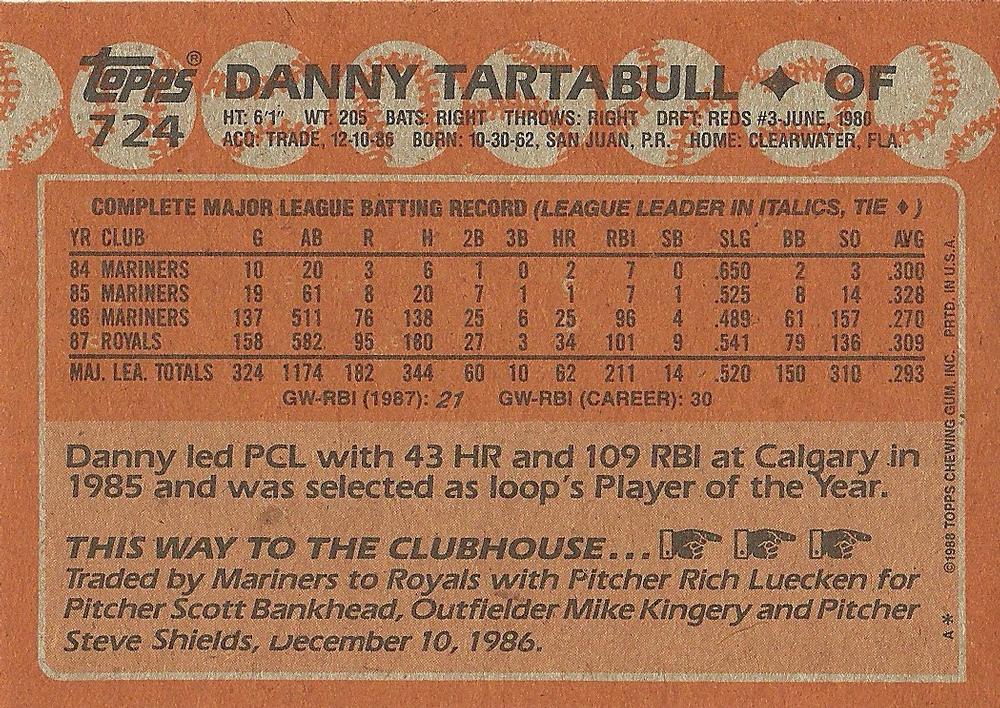 topps® DANNY TARTABULL ✦ OF
724
HT: 6'1" WT: 205 BATS: RIGHT THROWS: RIGHT DRFT: REDS #3-JUNE, 1980
ACQ: TRADE, 12-10-86 BORN: 10-30-62, SAN JUAN, P.R. HOME: CLEARWATER, FLA.
COMPLETE MAJOR LEAGUE BATTING RECORD (LEAGUE LEADER IN ITALICS, TIE ♦)
YR CLUB G AB R H 2B 3B HR RBI SB SLG BB SO AVG
84 MARINERS 10 20 3 6 1 0 2 7 0 .650 2 3 .300
85 MARINERS 19 61 8 20 7 1 1 7 1 .525 8 14 .328
86 MARINERS 137 511 76 138 25 6 25 96 4 .489 61 157 .270
87 ROYALS 158 582 95 180 27 3 34 101 9 .541 79 136 .309
MAJ. LEA. TOTALS 324 1174 182 344 60 10 62 211 14 .520 150 310 .293
GW-RBI (1987): 21 GW-RBI (CAREER): 30
Danny led PCL with 43 HR and 109 RBI at Calgary in
1985 and was selected as loop's Player of the Year.
THIS WAY TO THE CLUBHOUSE...
Traded by Mariners to Royals with Pitcher Rich Luecken for
Pitcher Scott Bankhead, Outfielder Mike Kingery and Pitcher
Steve Shields, December 10, 1986.
A* ©1988 TOPPS CHEWING GUM, INC. PRTD. IN U.S.A.